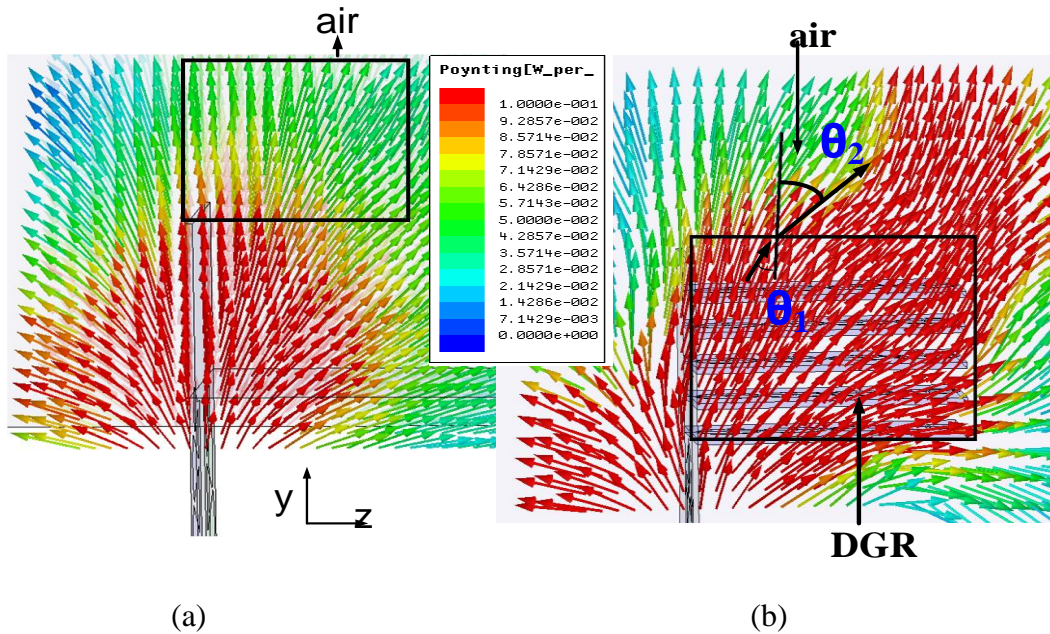 air
Poynting[W_per_
1.0000e-001
9.2857e-002
8.5714e-002
7.8571e-002
7.1429e-002
6.4286e-002
5.7143e-002
5.0000e-002
4.2857e-002
3.5714e-002
2.8571e-002
2.1429e-002
1.4286e-002
7.1429e-003
0.0000e+000
y
z
air
θ2
θ1
DGR
(a)
(b)